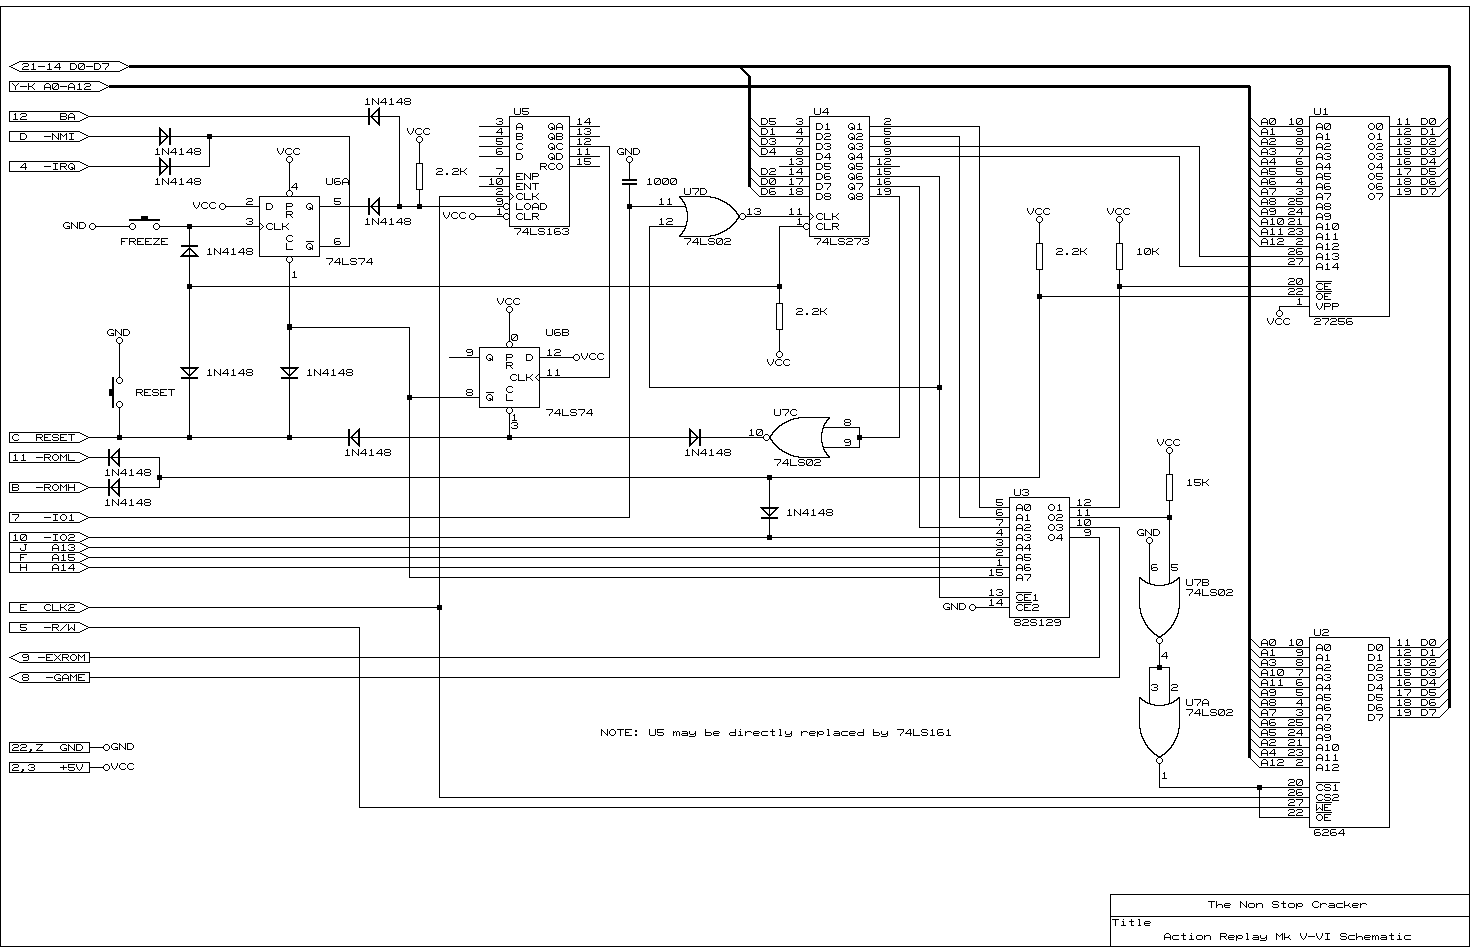 21-14 D0-D7
Y-K A0-A12
12 BA
D -NMI
4 -IRQ
1N4148
1N4148
1N4148
VCC
4
U6A
VCC
2 D PR Q 5
3 CLK
CL Q 6
1
74LS74
GND
FREEZE
1N4148
1N4148
VCC
2.2K
U5
3 A QA 14
4 B QB 13
5 C QC 12
6 D QD 11
RCO 15
7 ENP
10 ENT
2 CLK
9 LOAD
VCC 1 CLR
74LS163
GND
1000
U7D
11
12
13
74LS02
U4
D5 3 D1 Q1 2
D1 4 D2 Q2 5
D3 7 D3 Q3 6
D4 8 D4 Q4 9
13 D5 Q5 12
D2 14 D6 Q6 15
D0 17 D7 Q7 16
D6 18 D8 Q8 19
11 CLK
1 CLR
74LS273
2.2K
VCC
VCC
2.2K
VCC
10K
U1
A0 10 A0 O0 11 D0
A1 9 A1 O1 12 D1
A2 8 A2 O2 13 D2
A3 7 A3 O3 15 D3
A4 6 A4 O4 16 D4
A5 5 A5 O5 17 D5
A6 4 A6 O6 18 D6
A7 3 A7 O7 19 D7
A8 25 A8
A9 24 A9
A10 21 A10
A11 23 A11
A12 2 A12
26 A13
27 A14
20 CE
22 OE
1 VPP
VCC
27256
GND
RESET
1N4148
1N4148
VCC
0
U6B
9 Q PR D 12 VCC
CLK 11
8 Q CL
13
74LS74
C RESET
11 -ROML
B -ROMH
7 -IO1
10 -IO2
J A13
F A15
H A14
E CLK2
5 -R/W
9 -EXROM
8 -GAME
22,Z GND
GND
2,3 +5V
VCC
1N4148
1N4148
1N4148
1N4148
U7C
10
8
9
74LS02
1N4148
U3
5 A0 O1 12
6 A1 O2 11
7 A2 O3 10
4 A3 O4 9
3 A4
2 A5
1 A6
15 A7
13 CE1
GND 14 CE2
82S129
VCC
15K
GND
6 5
U7B
74LS02
4
3 2
U7A
74LS02
1
U2
A0 10 A0 D0 11 D0
A1 9 A1 D1 12 D1
A3 8 A2 D2 13 D2
A10 7 A3 D3 15 D3
A11 6 A4 D4 16 D4
A9 5 A5 D5 17 D5
A8 4 A6 D6 18 D6
A7 3 A7 D7 19 D7
A6 25 A8
A5 24 A9
A2 21 A10
A4 23 A11
A12 2 A12
20 CS1
26 CS2
27 WE
22 OE
6264
NOTE: U5 may be directly replaced by 74LS161
The Non Stop Cracker
Title
Action Replay Mk V-VI Schematic